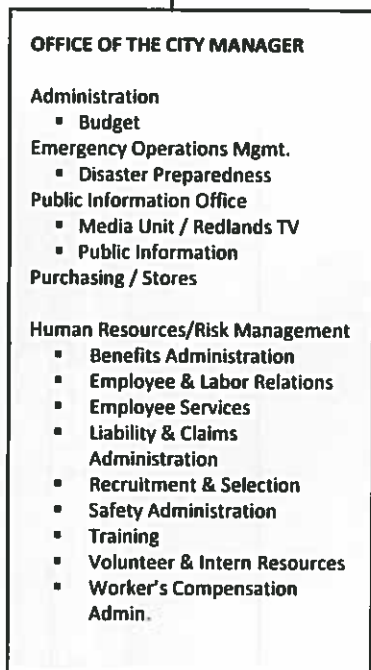 OFFICE OF THE CITY MANAGER
Administration
▪ Budget
Emergency Operations Mgmt.
▪ Disaster Preparedness
Public Information Office
▪ Media Unit / Redlands TV
▪ Public Information
Purchasing / Stores
Human Resources/Risk Management
▪ Benefits Administration
▪ Employee & Labor Relations
▪ Employee Services
▪ Liability & Claims
Administration
▪ Recruitment & Selection
▪ Safety Administration
▪ Training
▪ Volunteer & Intern Resources
▪ Worker's Compensation
Admin.